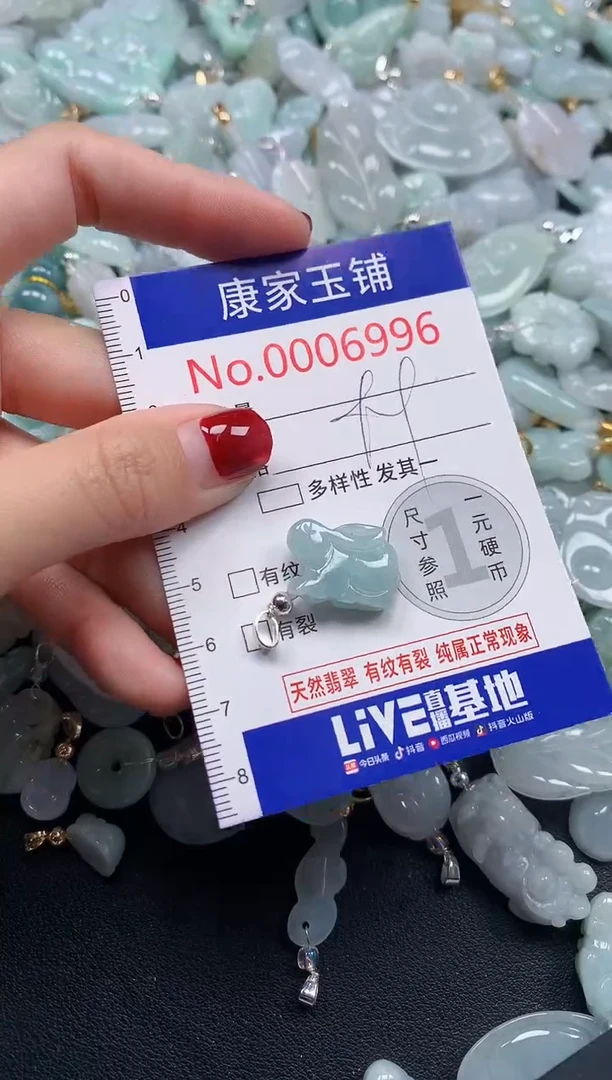 康家玉铺
No.0006996
0
1
多样性 发其一
4
5
6
7
8
尺寸参照
1
一元硬币
有纹
有裂
天然翡翠 有纹有裂 纯属正常现象
LiVE直播基地
今日头条 抖音 西瓜视频 抖音火山版